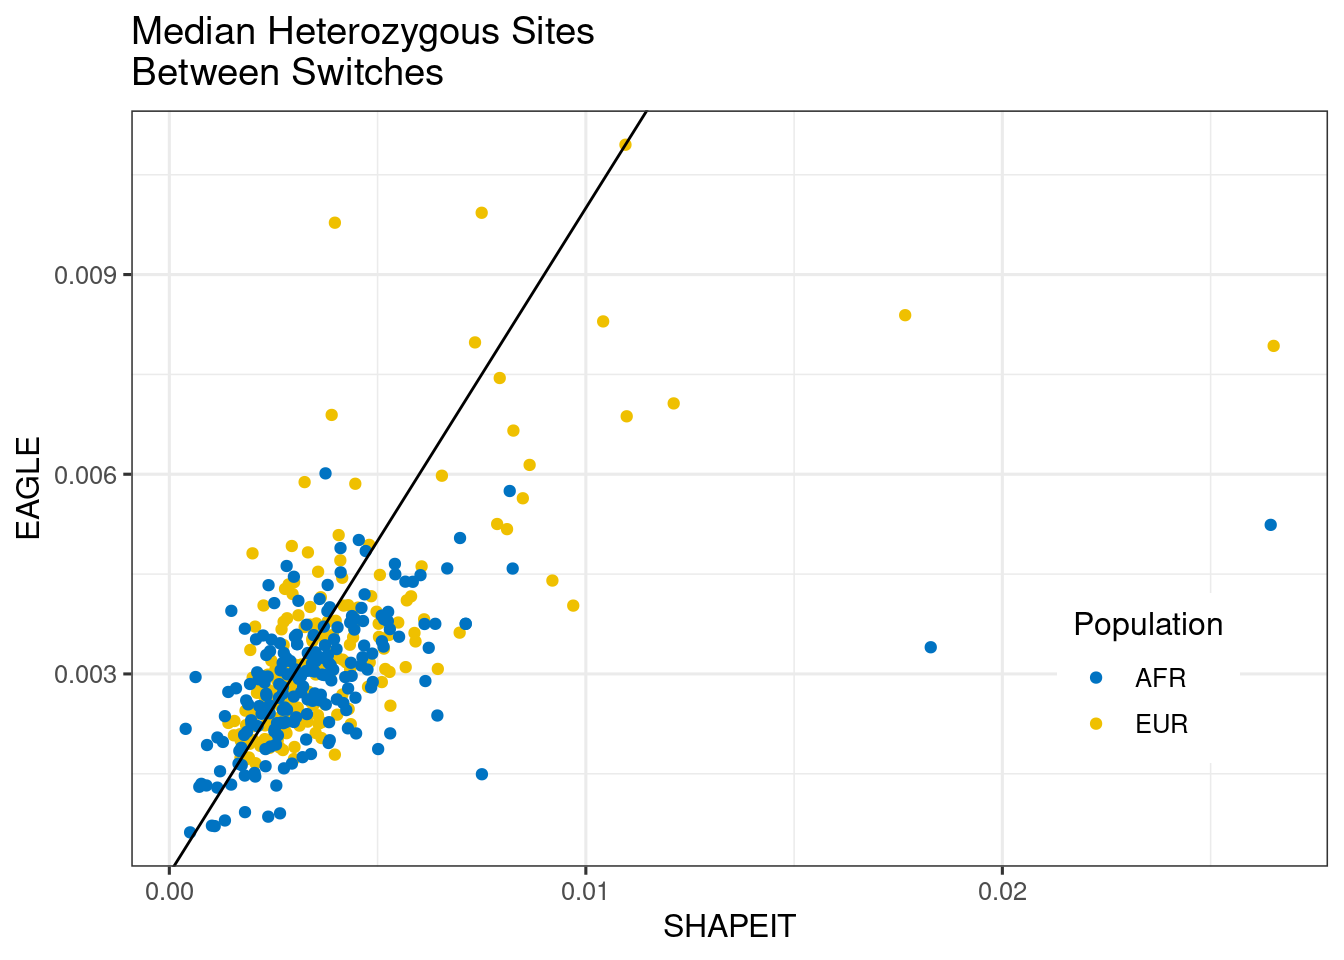 Median Heterozygous Sites
Between Switches
EAGLE
0.009
0.006
0.003
0.00
0.01
0.02
SHAPEIT
Population
AFR
EUR